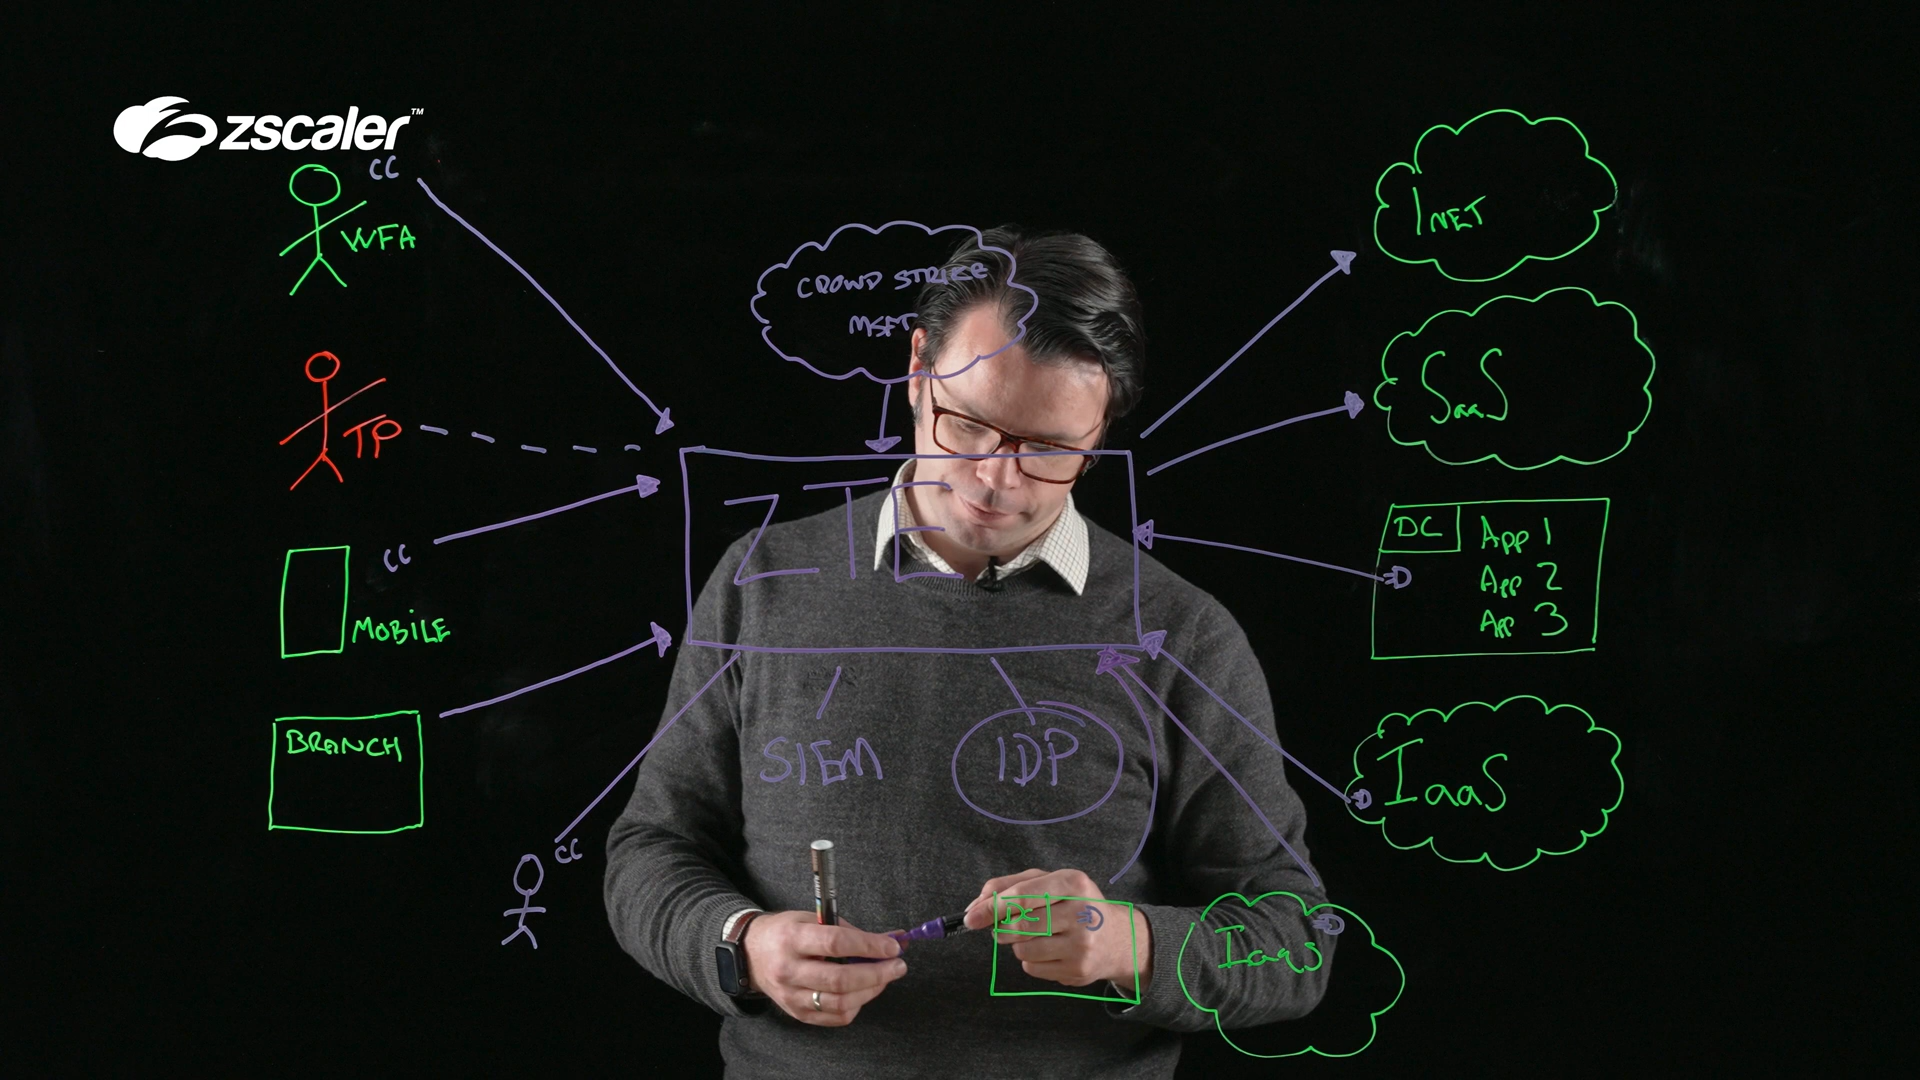 zscaler™
CC
WFA
TP
CC
MOBILE
BRANCH
CROWD STRIKE
MSFT
ZTE
SIEM
IDP
CC
INET
SaaS
DC
App 1
App 2
App 3
IaaS
DC
IaaS